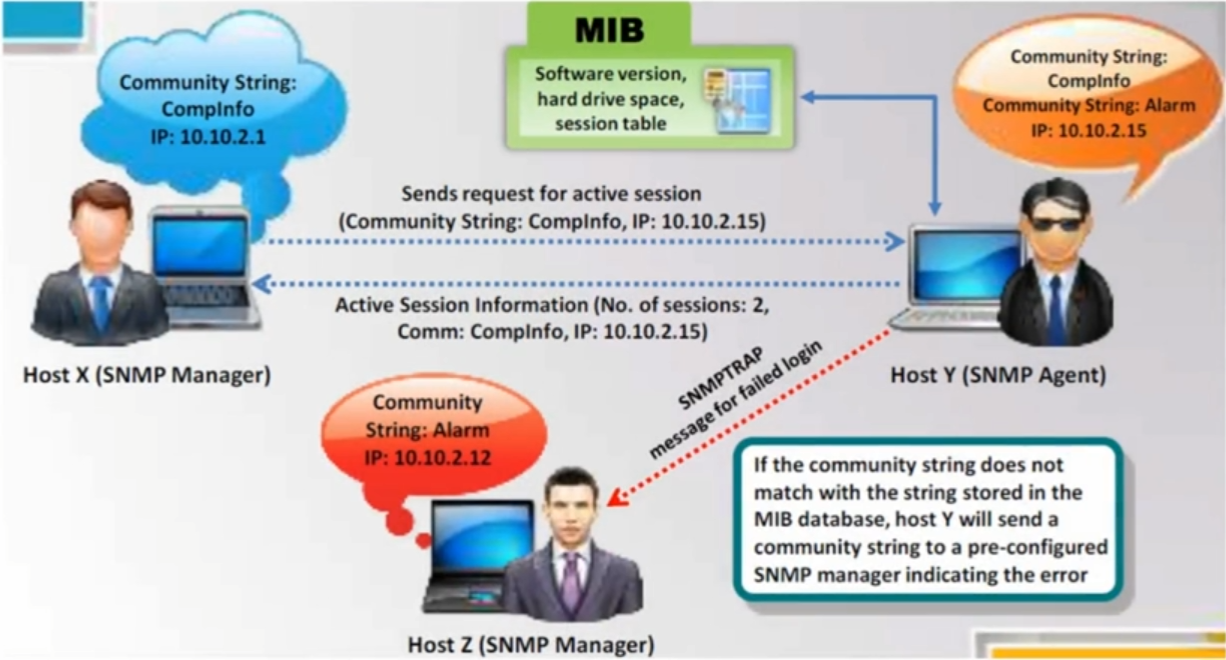 MIB
Software version,
hard drive space,
session table
Community String:
CompInfo
IP: 10.10.2.1
Community String:
CompInfo
Community String: Alarm
IP: 10.10.2.15
Sends request for active session
(Community String: CompInfo, IP: 10.10.2.15)
Active Session Information (No. of sessions: 2,
Comm: CompInfo, IP: 10.10.2.15)
Host X (SNMP Manager)
Host Y (SNMP Agent)
SNMPTRAP
message for failed login
Community
String: Alarm
IP: 10.10.2.12
If the community string does not
match with the string stored in the
MIB database, host Y will send a
community string to a pre-configured
SNMP manager indicating the error
Host Z (SNMP Manager)